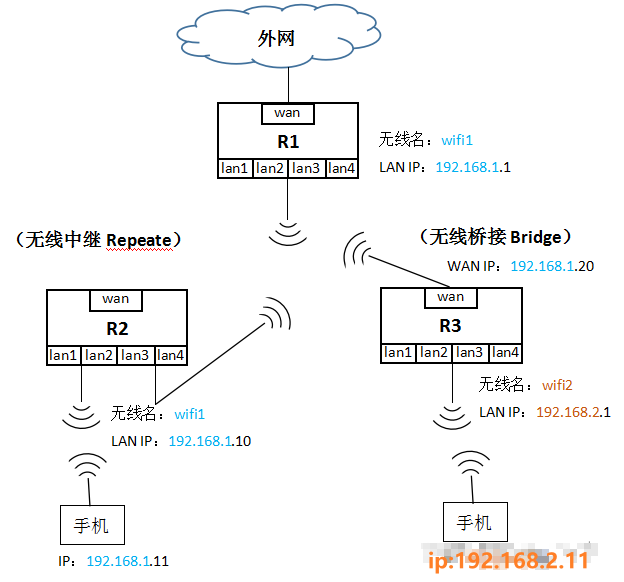 外网
wan
R1
lan1 lan2 lan3 lan4
无线名：wifi1
LAN IP：192.168.1.1
（无线中继 Repeate）
（无线桥接 Bridge）
WAN IP：192.168.1.20
wan
R2
lan1 lan2 lan3 lan4
wan
R3
lan1 lan2 lan3 lan4
无线名：wifi1
LAN IP：192.168.1.10
无线名：wifi2
LAN IP：192.168.2.1
手机
IP：192.168.1.11
手机
ip:192.168.2.11